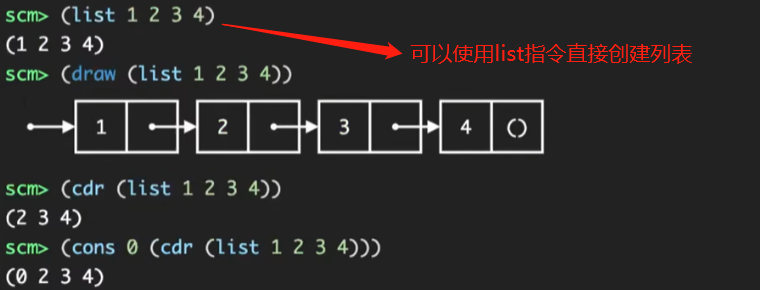 scm> (list 1 2 3 4)
(1 2 3 4)
可以使用list指令直接创建列表
scm> (draw (list 1 2 3 4))
1 2 3 4 ()
scm> (cdr (list 1 2 3 4))
(2 3 4)
scm> (cons 0 (cdr (list 1 2 3 4)))
(0 2 3 4)